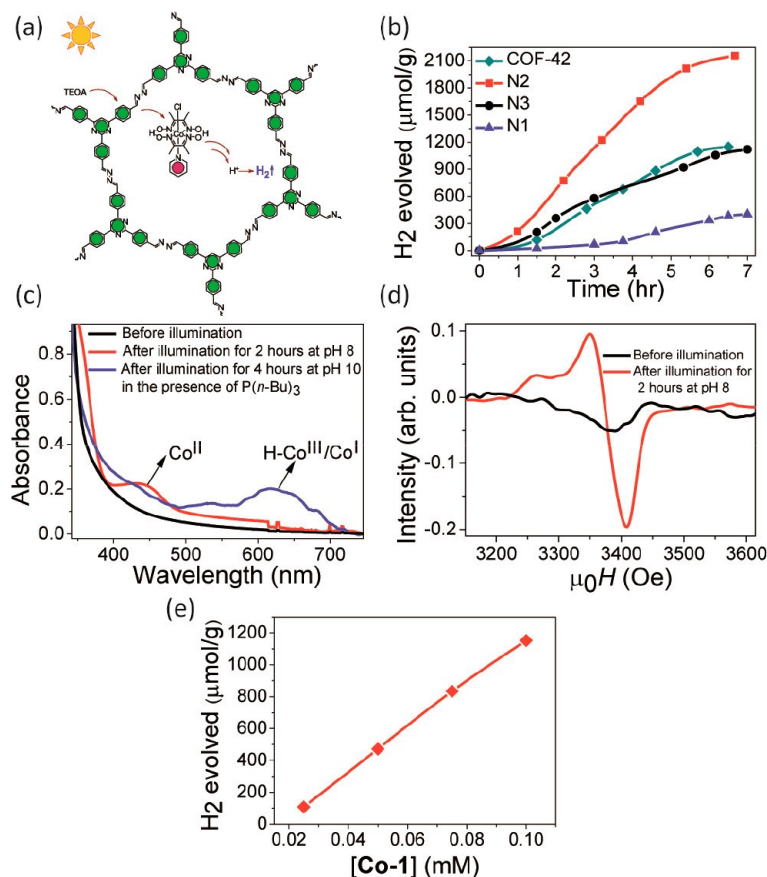 (a)
TEOA
Cl
Co
H⁺→H₂↑
(b)
H2 evolved (µmol/g)
2100
1800
1500
1200
900
600
300
0
COF-42
N2
N3
N1
0 1 2 3 4 5 6 7
Time (hr)
(c)
Absorbance
0.8
0.6
0.4
0.2
0.0
Before illumination
After illumination for 2 hours at pH 8
After illumination for 4 hours at pH 10
in the presence of P(n-Bu)₃
Coᴵᴵ
H-Coᴵᴵᴵ/Coᴵ
400 500 600 700
Wavelength (nm)
(d)
Intensity (arb. units)
0.1
0.0
-0.1
-0.2
Before illumination
After illumination for
2 hours at pH 8
3200 3300 3400 3500 3600
µ₀H (Oe)
(e)
H2 evolved (µmol/g)
1200
1000
800
600
400
200
0
0.02 0.04 0.06 0.08 0.10
[Co-1] (mM)